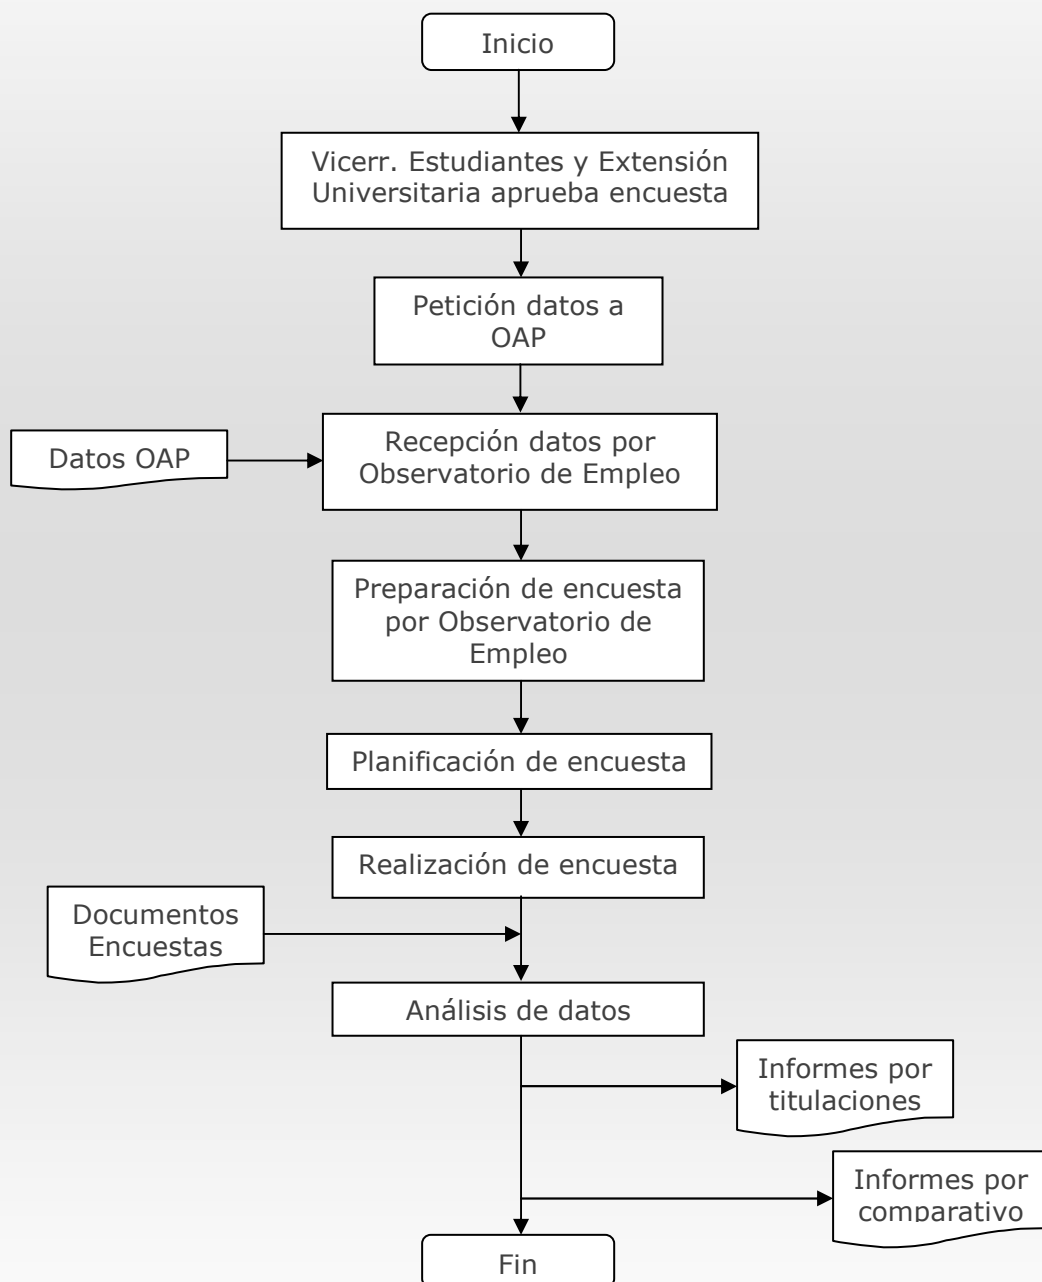 Inicio
Vicerr. Estudiantes y Extensión
Universitaria aprueba encuesta
Petición datos a
OAP
Datos OAP
Recepción datos por
Observatorio de Empleo
Preparación de encuesta
por Observatorio de
Empleo
Planificación de encuesta
Realización de encuesta
Documentos
Encuestas
Análisis de datos
Informes por
titulaciones
Informes por
comparativo
Fin